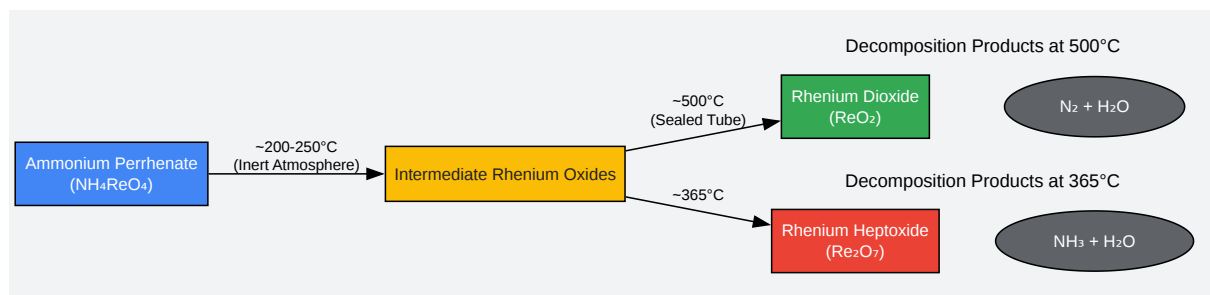 Decomposition Products at 500°C
Rhenium Dioxide
(ReO₂)
N₂ + H₂O
~500°C
(Sealed Tube)
Ammonium Perrhenate
(NH₄ReO₄)
~200-250°C
(Inert Atmosphere)
Intermediate Rhenium Oxides
~365°C
Decomposition Products at 365°C
Rhenium Heptoxide
(Re₂O₇)
NH₃ + H₂O